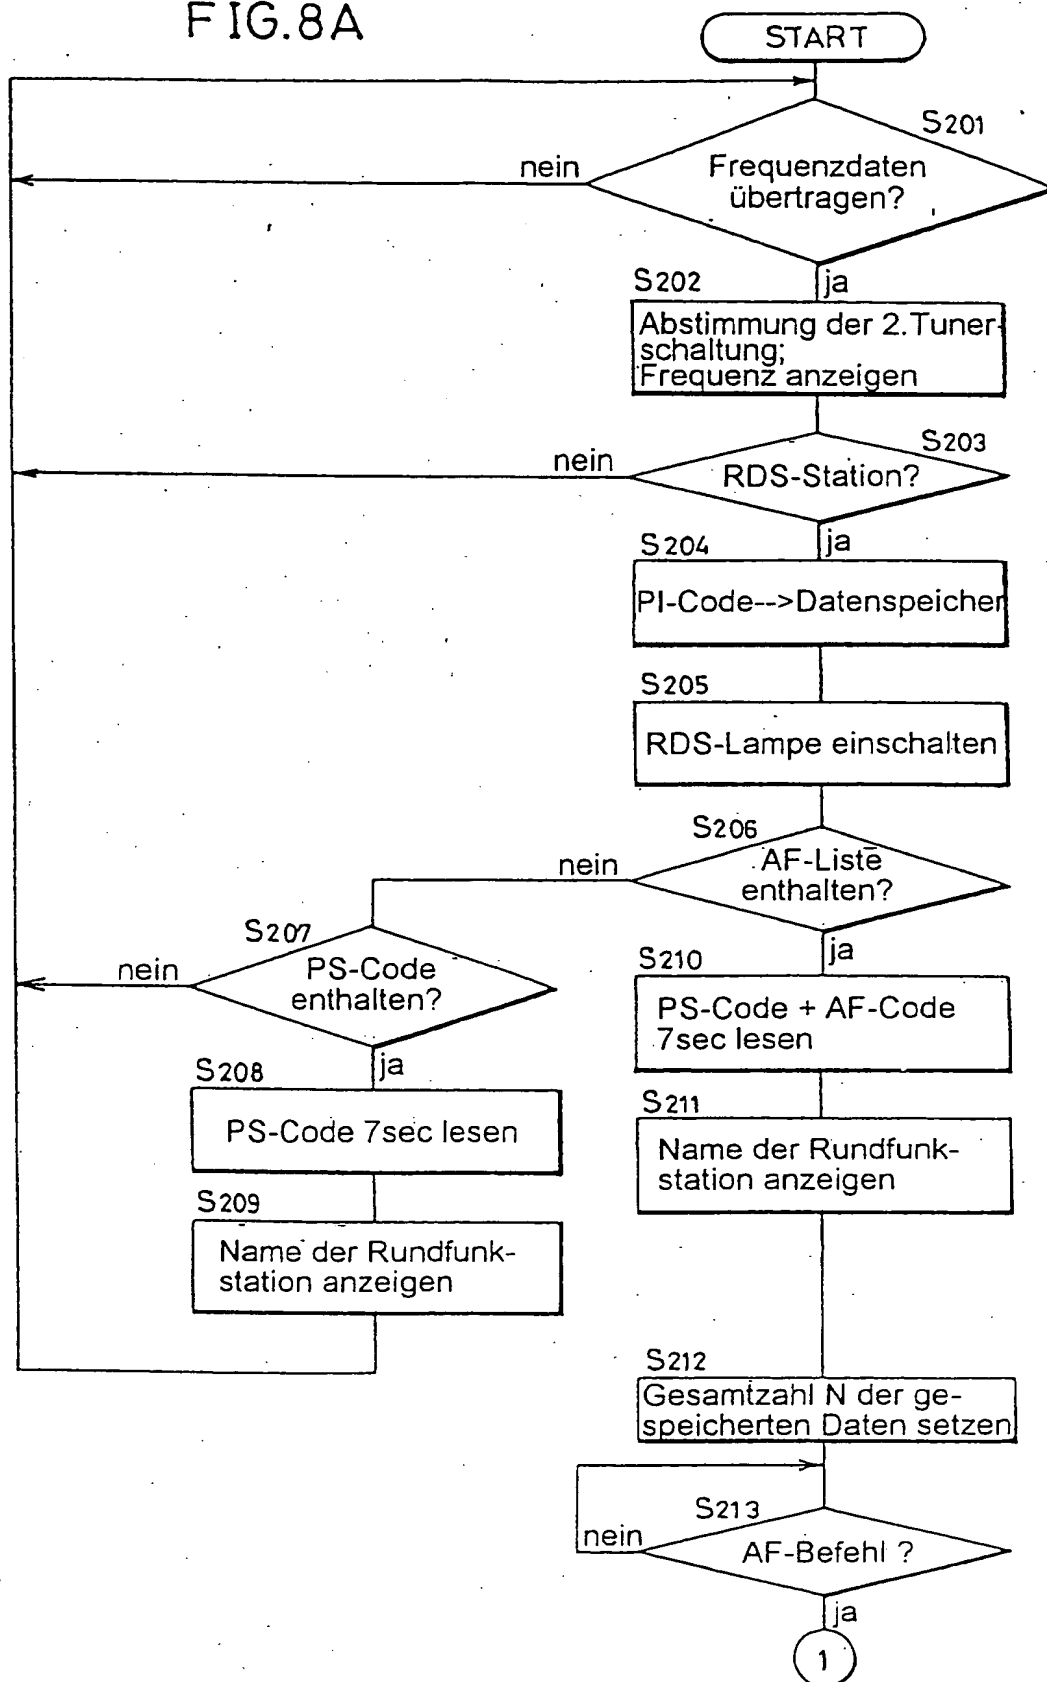 FIG.8A
START
S201
nein
Frequenzdaten
übertragen?
ja
S202
Abstimmung der 2.Tuner-
schaltung;
Frequenz anzeigen
S203
nein
RDS-Station?
ja
S204
PI-Code-->Datenspeicher
S205
RDS-Lampe einschalten
S206
nein
AF-Liste
enthalten?
ja
S207
nein
PS-Code
enthalten?
ja
S208
PS-Code 7sec lesen
S209
Name der Rundfunk-
station anzeigen
S210
PS-Code + AF-Code
7sec lesen
S211
Name der Rundfunk-
station anzeigen
S212
Gesamtzahl N der ge-
speicherten Daten setzen
S213
nein
AF-Befehl ?
ja
1